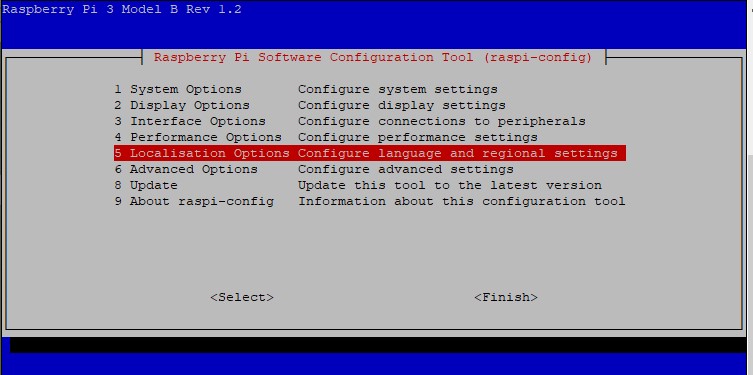 Raspberry Pi 3 Model B Rev 1.2
Raspberry Pi Software Configuration Tool (raspi-config)
1 System Options Configure system settings
2 Display Options Configure display settings
3 Interface Options Configure connections to peripherals
4 Performance Options Configure performance settings
5 Localisation Options Configure language and regional settings
6 Advanced Options Configure advanced settings
8 Update Update this tool to the latest version
9 About raspi-config Information about this configuration tool
<Select> <Finish>